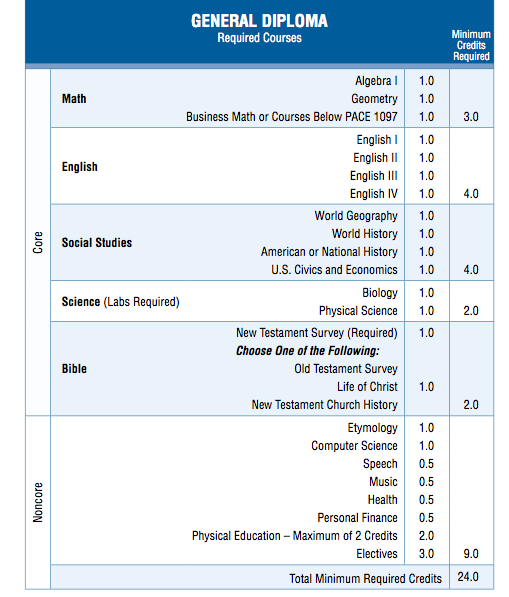 GENERAL DIPLOMA
Required Courses
Minimum
Credits
Required
Core
Math
Algebra I 1.0
Geometry 1.0
Business Math or Courses Below PACE 1097 1.0 3.0
English
English I 1.0
English II 1.0
English III 1.0
English IV 1.0 4.0
Social Studies
World Geography 1.0
World History 1.0
American or National History 1.0
U.S. Civics and Economics 1.0 4.0
Science (Labs Required)
Biology 1.0
Physical Science 1.0 2.0
Bible
New Testament Survey (Required) 1.0
Choose One of the Following:
Old Testament Survey
Life of Christ 1.0
New Testament Church History 2.0
Noncore
Etymology 1.0
Computer Science 1.0
Speech 0.5
Music 0.5
Health 0.5
Personal Finance 0.5
Physical Education – Maximum of 2 Credits 2.0
Electives 3.0 9.0
Total Minimum Required Credits 24.0